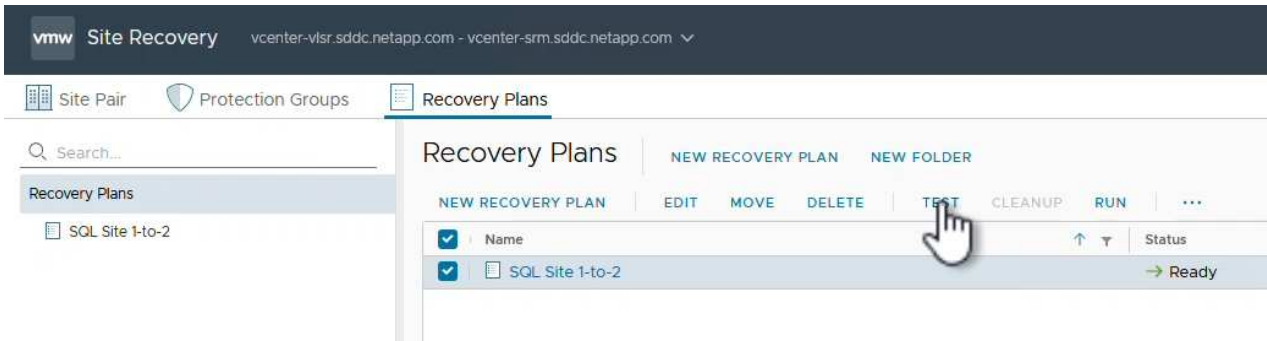 vmw Site Recovery vcenter-vlsr.sddc.netapp.com - vcenter-srm.sddc.netapp.com
Site Pair Protection Groups Recovery Plans
Search...
Recovery Plans
SQL Site 1-to-2
Recovery Plans NEW RECOVERY PLAN NEW FOLDER
NEW RECOVERY PLAN EDIT MOVE DELETE TEST CLEANUP RUN ...
Name Status
SQL Site 1-to-2 Ready